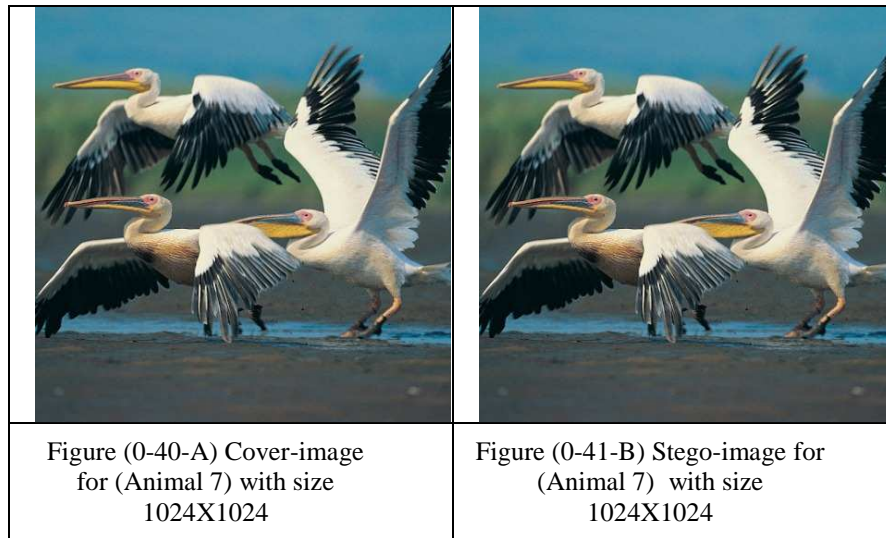 Figure (0-40-A) Cover-image
for (Animal 7) with size
1024X1024
Figure (0-41-B) Stego-image for
(Animal 7) with size
1024X1024